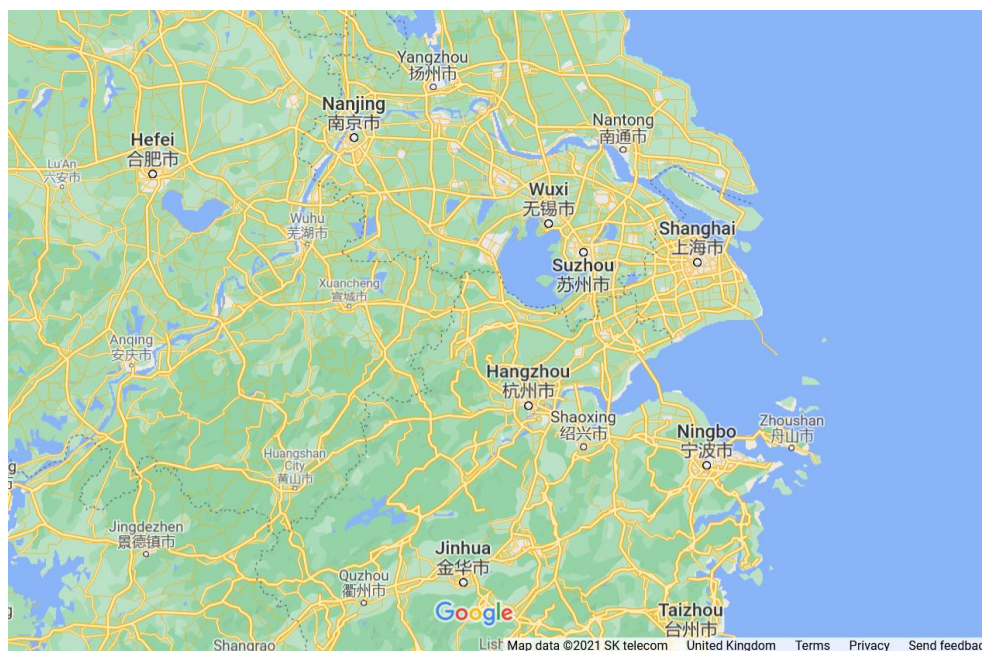 Yangzhou
扬州市
Nanjing
南京市
Nantong
南通市
Hefei
合肥市
Lu'An
六安市
Wuxi
无锡市
Wuhu
芜湖市
Shanghai
上海市
Suzhou
苏州市
Xuancheng
宣城市
Anqing
安庆市
Hangzhou
杭州市
Shaoxing
绍兴市
Zhoushan
舟山市
Ningbo
宁波市
Huangshan
City
黄山市
Jingdezhen
景德镇市
Jinhua
金华市
Quzhou
衢州市
Google
Taizhou
台州市
Shangrao
Map data ©2021 SK telecom United Kingdom Terms Privacy